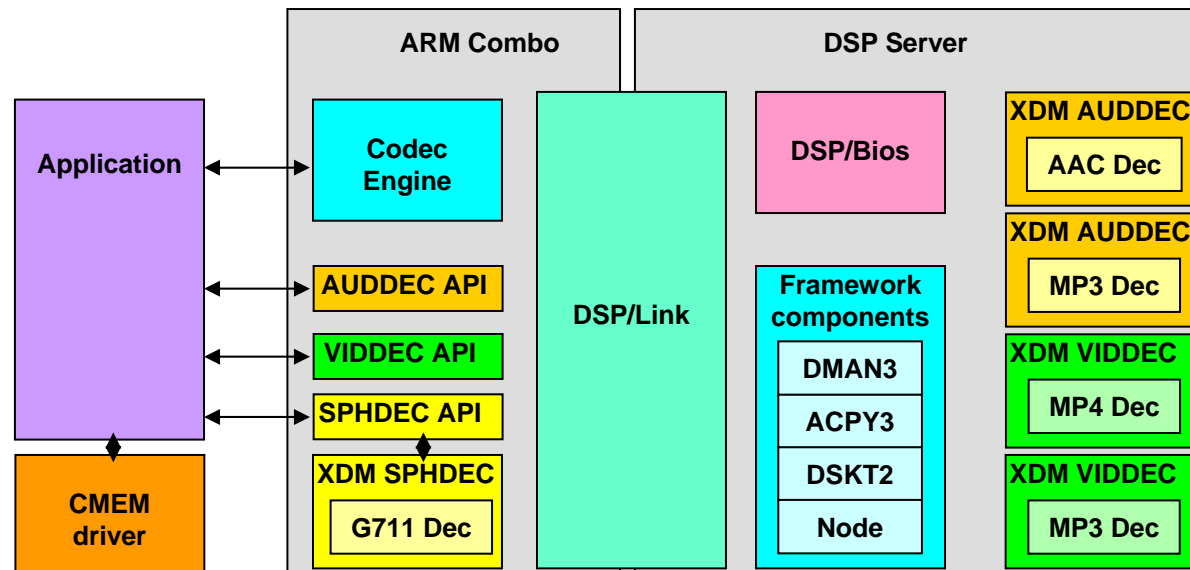 ARM Combo
DSP Server
Application
Codec
Engine
AUDDEC API
VIDDEC API
SPHDEC API
XDM SPHDEC
G711 Dec
CMEM
driver
DSP/Link
DSP/Bios
Framework
components
DMAN3
ACPY3
DSKT2
Node
XDM AUDDEC
AAC Dec
XDM AUDDEC
MP3 Dec
XDM VIDDEC
MP4 Dec
XDM VIDDEC
MP3 Dec